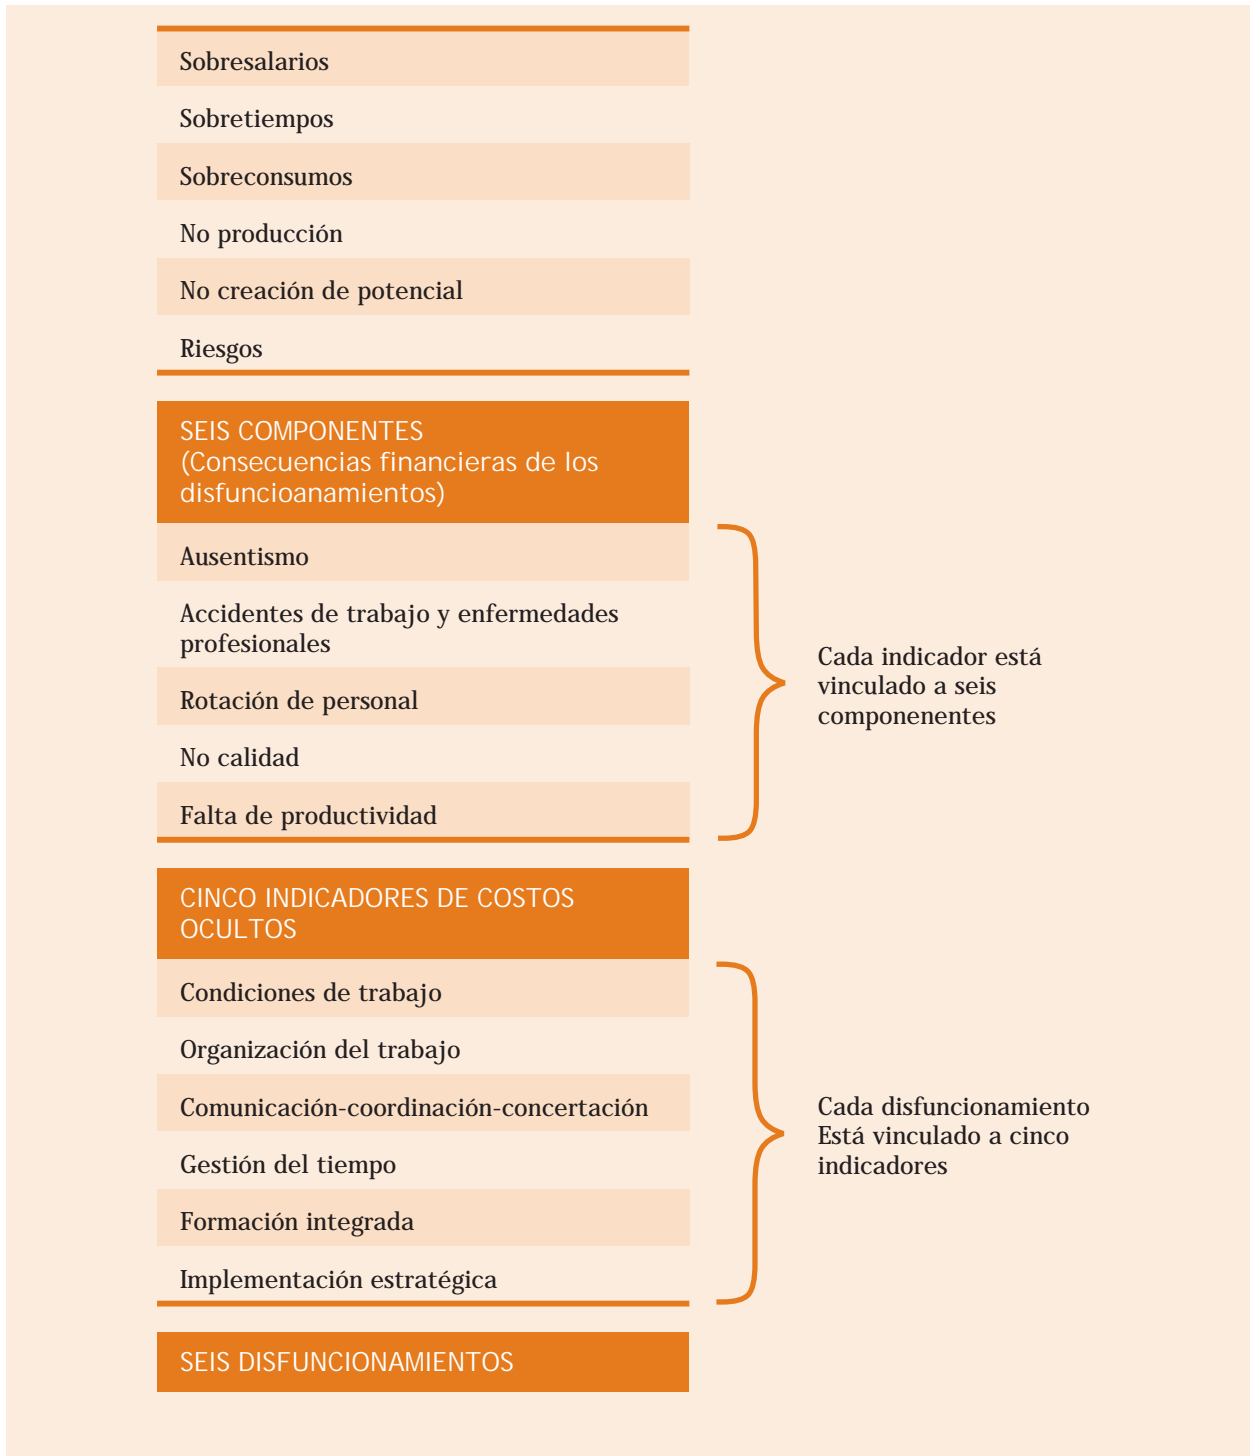 Sobresalarios
Sobretiempos
Sobreconsumos
No producción
No creación de potencial
Riesgos
SEIS COMPONENTES
(Consecuencias financieras de los
disfuncioanamientos)
Ausentismo
Accidentes de trabajo y enfermedades
profesionales
Rotación de personal
No calidad
Falta de productividad
Cada indicador está
vinculado a seis
componenentes
CINCO INDICADORES DE COSTOS
OCULTOS
Condiciones de trabajo
Organización del trabajo
Comunicación-coordinación-concertación
Gestión del tiempo
Formación integrada
Implementación estratégica
Cada disfuncionamiento
Está vinculado a cinco
indicadores
SEIS DISFUNCIONAMIENTOS